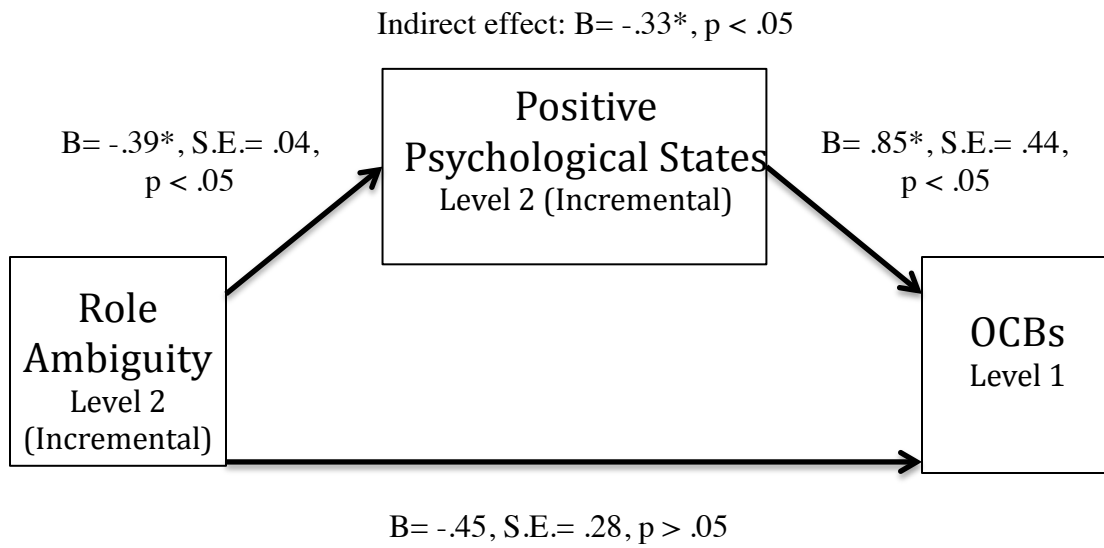 Indirect effect: B= -.33*, p < .05
Positive
Psychological States
Level 2 (Incremental)
B= -.39*, S.E.= .04,
p < .05
B= .85*, S.E.= .44,
p < .05
Role
Ambiguity
Level 2
(Incremental)
OCBs
Level 1
B= -.45, S.E.= .28, p > .05